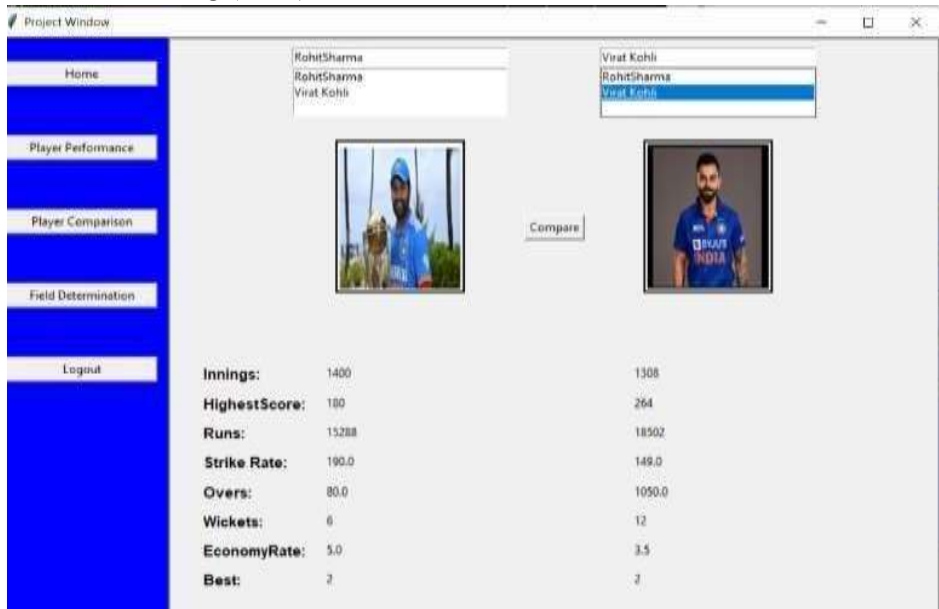 Project Window
Home
Player Performance
Player Comparison
Field Determination
Logout
RohitSharma
RohitSharma
Virat Kohli
Virat Kohli
RohitSharma
Virat Kohli
Compare
BYJU'S
INDIA
Innings: 1400 1308
HighestScore: 180 264
Runs: 15288 18502
Strike Rate: 190.0 149.0
Overs: 80.0 1050.0
Wickets: 6 12
EconomyRate: 5.0 3.5
Best: 2 2